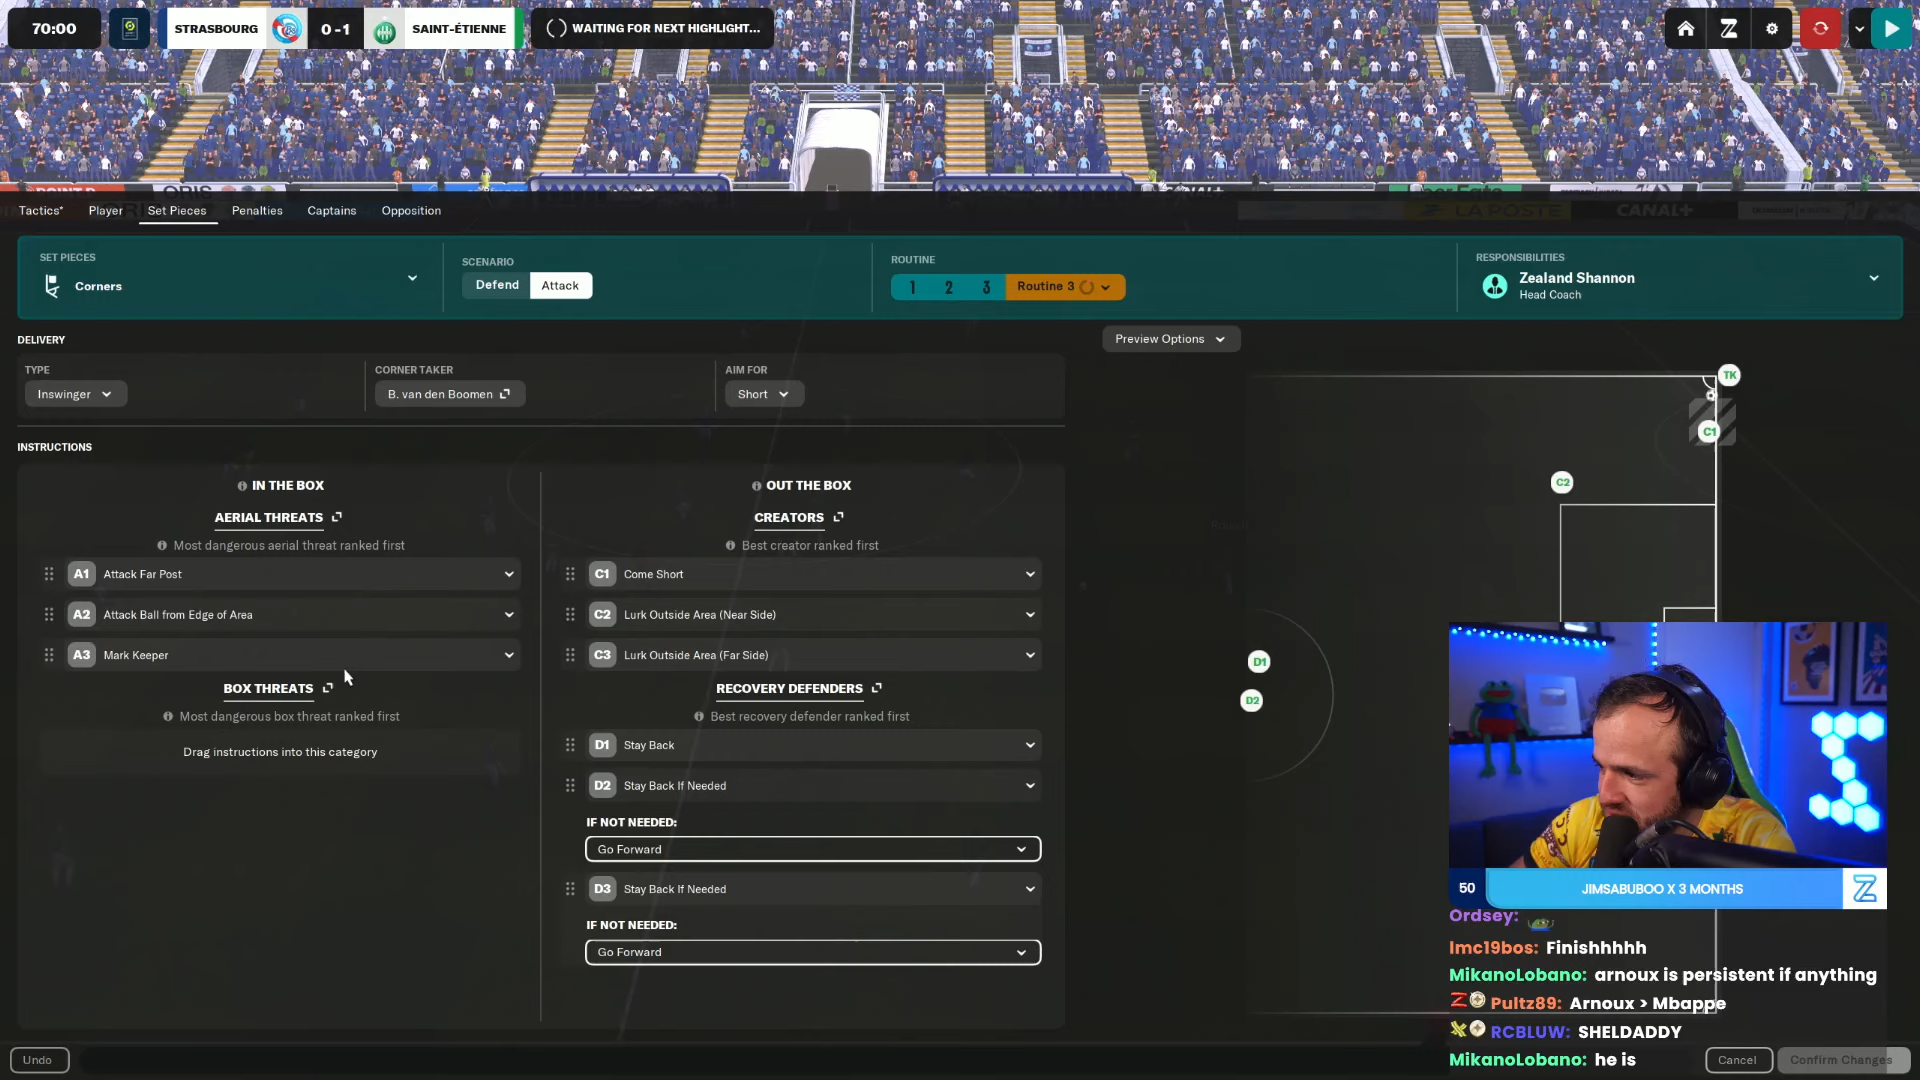 70:00
STRASBOURG
0 - 1
SAINT-ÉTIENNE
WAITING FOR NEXT HIGHLIGHT...
LA POSTE
CANAL+
Tactics*
Player
Set Pieces
Penalties
Captains
Opposition
SET PIECES
Corners
SCENARIO
Defend
Attack
ROUTINE
1
2
3
Routine 3
RESPONSIBILITIES
Zealand Shannon
Head Coach
DELIVERY
TYPE
Inswinger
CORNER TAKER
B. van den Boomen
AIM FOR
Short
Preview Options
INSTRUCTIONS
IN THE BOX
AERIAL THREATS
Most dangerous aerial threat ranked first
A1 Attack Far Post
A2 Attack Ball from Edge of Area
A3 Mark Keeper
BOX THREATS
Most dangerous box threat ranked first
Drag instructions into this category
OUT THE BOX
CREATORS
Best creator ranked first
C1 Come Short
C2 Lurk Outside Area (Near Side)
C3 Lurk Outside Area (Far Side)
RECOVERY DEFENDERS
Best recovery defender ranked first
D1 Stay Back
D2 Stay Back If Needed
IF NOT NEEDED:
Go Forward
D3 Stay Back If Needed
IF NOT NEEDED:
Go Forward
TK
C1
C2
D1
D2
50
JIMSABUBOO X 3 MONTHS
Ordsey:
lmc19bos: Finishhhhh
MikanoLobano: arnoux is persistent if anything
Pultz89: Arnoux > Mbappe
RCBLUW: SHELDADDY
MikanoLobano: he is
Undo
Cancel
Confirm Changes